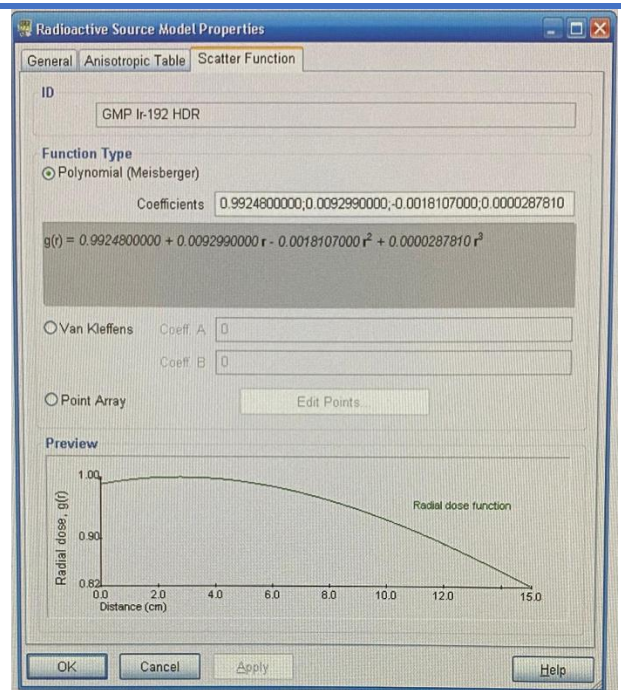 Radioactive Source Model Properties
General Anisotropic Table Scatter Function
ID
GMP Ir-192 HDR
Function Type
Polynomial (Meisberger)
Coefficients 0.9924800000;0.0092990000;-0.0018107000;0.0000287810
g(r) = 0.9924800000 + 0.0092990000 r - 0.0018107000 r² + 0.0000287810 r³
Van Kleffens Coeff. A 0
Coeff. B 0
Point Array Edit Points...
Preview
1.00
Radial dose function
Radial dose, g(r)
0.90
0.82
0.0 2.0 4.0 6.0 8.0 10.0 12.0 15.0
Distance (cm)
OK Cancel Apply Help